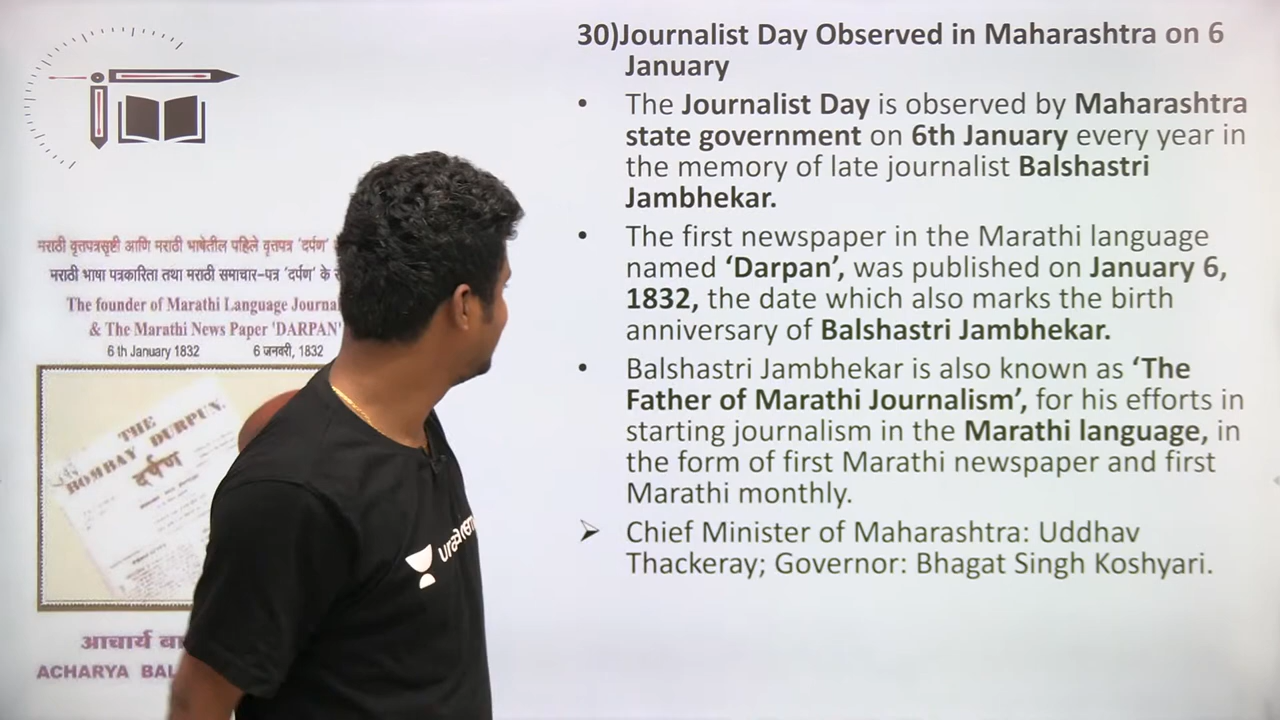 30)Journalist Day Observed in Maharashtra on 6
January
• The Journalist Day is observed by Maharashtra
state government on 6th January every year in
the memory of late journalist Balshastri
Jambhekar.
• The first newspaper in the Marathi language
named ‘Darpan’, was published on January 6,
1832, the date which also marks the birth
anniversary of Balshastri Jambhekar.
• Balshastri Jambhekar is also known as ‘The
Father of Marathi Journalism’, for his efforts in
starting journalism in the Marathi language, in
the form of first Marathi newspaper and first
Marathi monthly.
➢ Chief Minister of Maharashtra: Uddhav
Thackeray; Governor: Bhagat Singh Koshyari.
मराठी वृत्तपत्रसृष्टी आणि मराठी भाषेतील पहिले वृत्तपत्र 'दर्पण'
मराठी भाषा पत्रकारिता तथा मराठी समाचार-पत्र 'दर्पण' के
The founder of Marathi Language Journal
& The Marathi News Paper 'DARPAN'
6 th January 1832 6 जनवरी, 1832
THE
BOMBAY DURPUN.
दर्पण
आचार्य
ACHARYA BAL